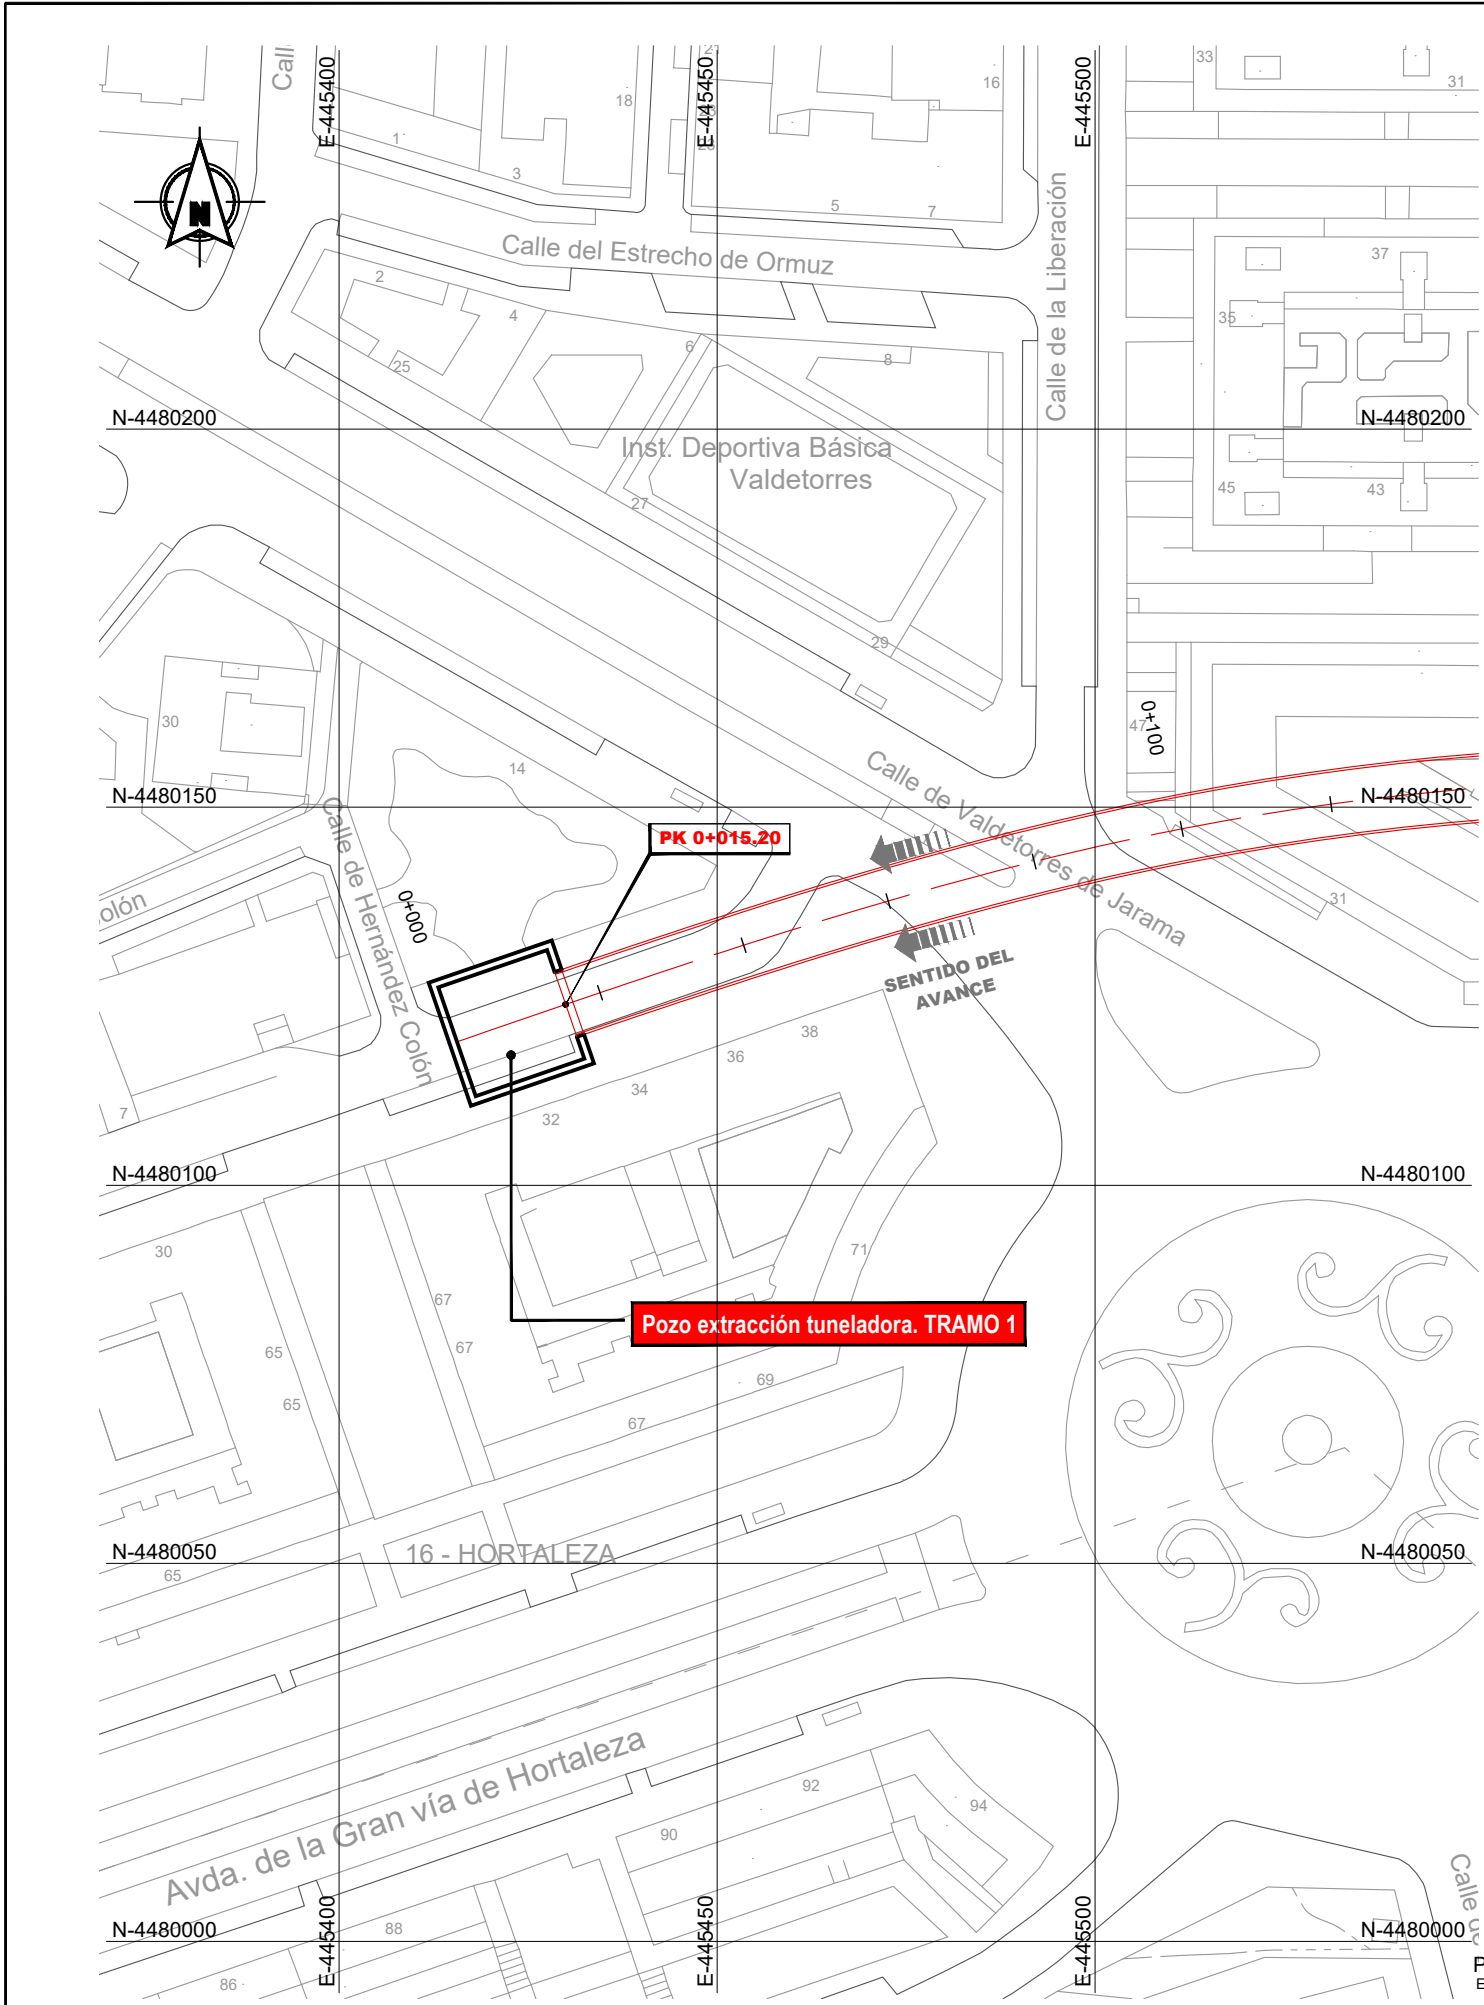 Call
E-445400
E-445450
E-445500
33
31
16
18
1
3
5
7
N
Calle del Estrecho de Ormuz
Calle de la Liberación
2
4
6
8
25
37
35
N-4480200
N-4480200
Inst. Deportiva Básica
Valdetorres
27
45
43
29
30
14
47
0+100
Calle de Valdetorres de Jarama
N-4480150
N-4480150
Calle de Hernández Colón
PK 0+015.20
0+000
olón
31
SENTIDO DEL
AVANCE
38
36
34
32
7
N-4480100
N-4480100
30
71
67
67
65
65
Pozo extracción tuneladora. TRAMO 1
69
67
N-4480050
16 - HORTALEZA
N-4480050
65
Avda. de la Gran vía de Hortaleza
92
94
90
88
86
Calle de
N-4480000
N-4480000
E-445400
E-445450
E-445500
P
E